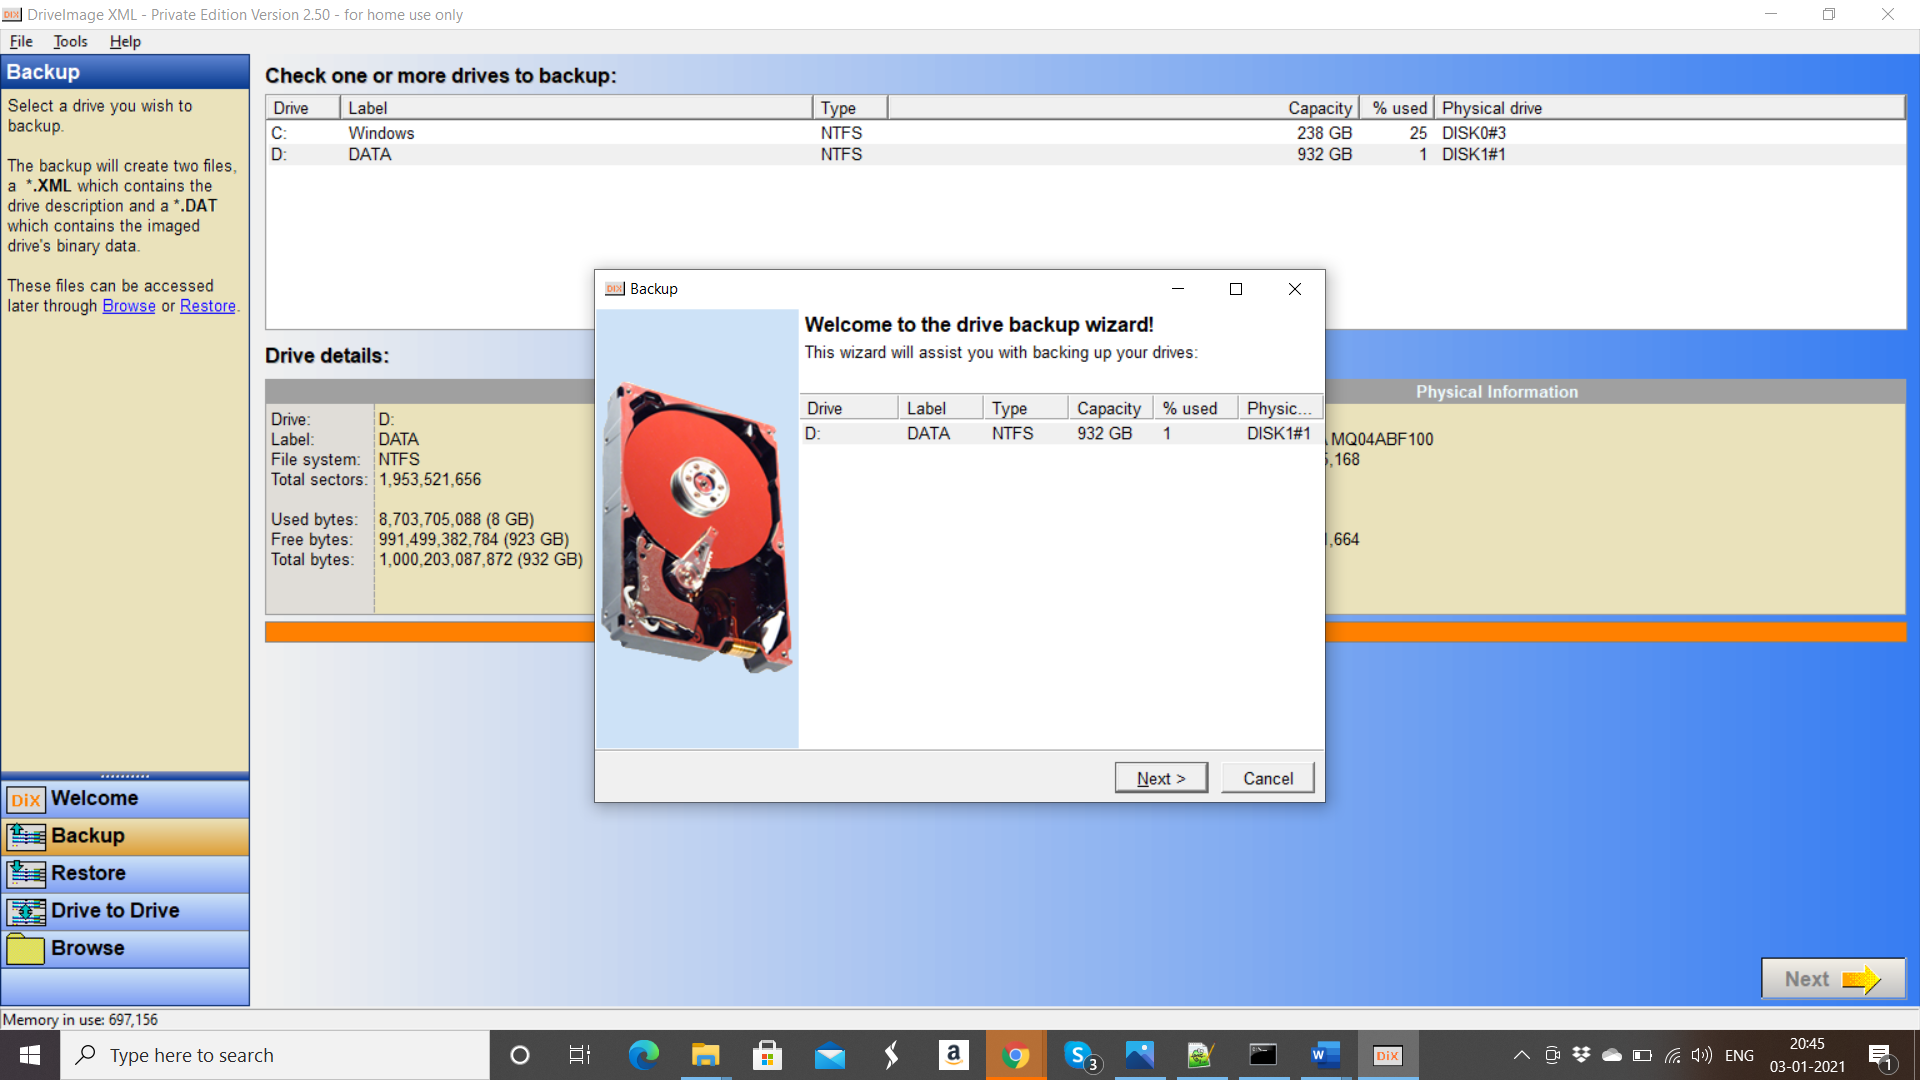 DiX DriveImage XML - Private Edition Version 2.50 - for home use only
File Tools Help
Backup
Select a drive you wish to
backup.
The backup will create two files,
a *.XML which contains the
drive description and a *.DAT
which contains the imaged
drive's binary data.
These files can be accessed
later through Browse or Restore.
Check one or more drives to backup:
Drive Label Type Capacity % used Physical drive
C: Windows NTFS 238 GB 25 DISK0#3
D: DATA NTFS 932 GB 1 DISK1#1
Drive details:
Drive: D:
Label: DATA
File system: NTFS
Total sectors: 1,953,521,656
Used bytes: 8,703,705,088 (8 GB)
Free bytes: 991,499,382,784 (923 GB)
Total bytes: 1,000,203,087,872 (932 GB)
Physical Information
MQ04ABF100
,168
,664
DiX Backup
Welcome to the drive backup wizard!
This wizard will assist you with backing up your drives:
Drive Label Type Capacity % used Physic...
D: DATA NTFS 932 GB 1 DISK1#1
Next > Cancel
DiX Welcome
Backup
Restore
Drive to Drive
Browse
Next
Memory in use: 697,156
Type here to search
a
S 3
W
DiX
ENG
20:45
03-01-2021
1